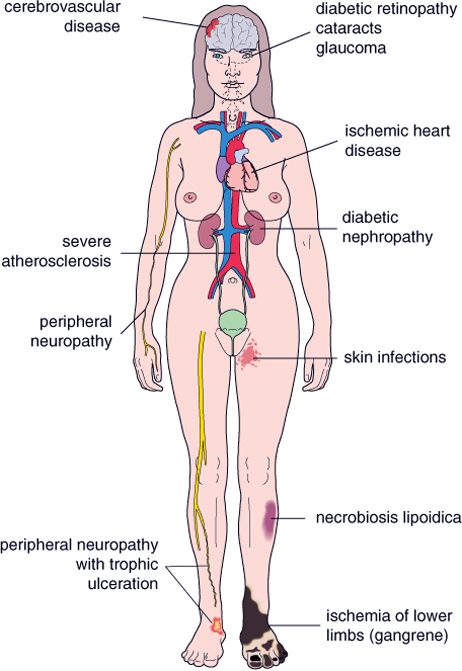 cerebrovascular
disease
diabetic retinopathy
cataracts
glaucoma
ischemic heart
disease
diabetic
nephropathy
severe
atherosclerosis
peripheral
neuropathy
skin infections
necrobiosis lipoidica
peripheral neuropathy
with trophic
ulceration
ischemia of lower
limbs (gangrene)